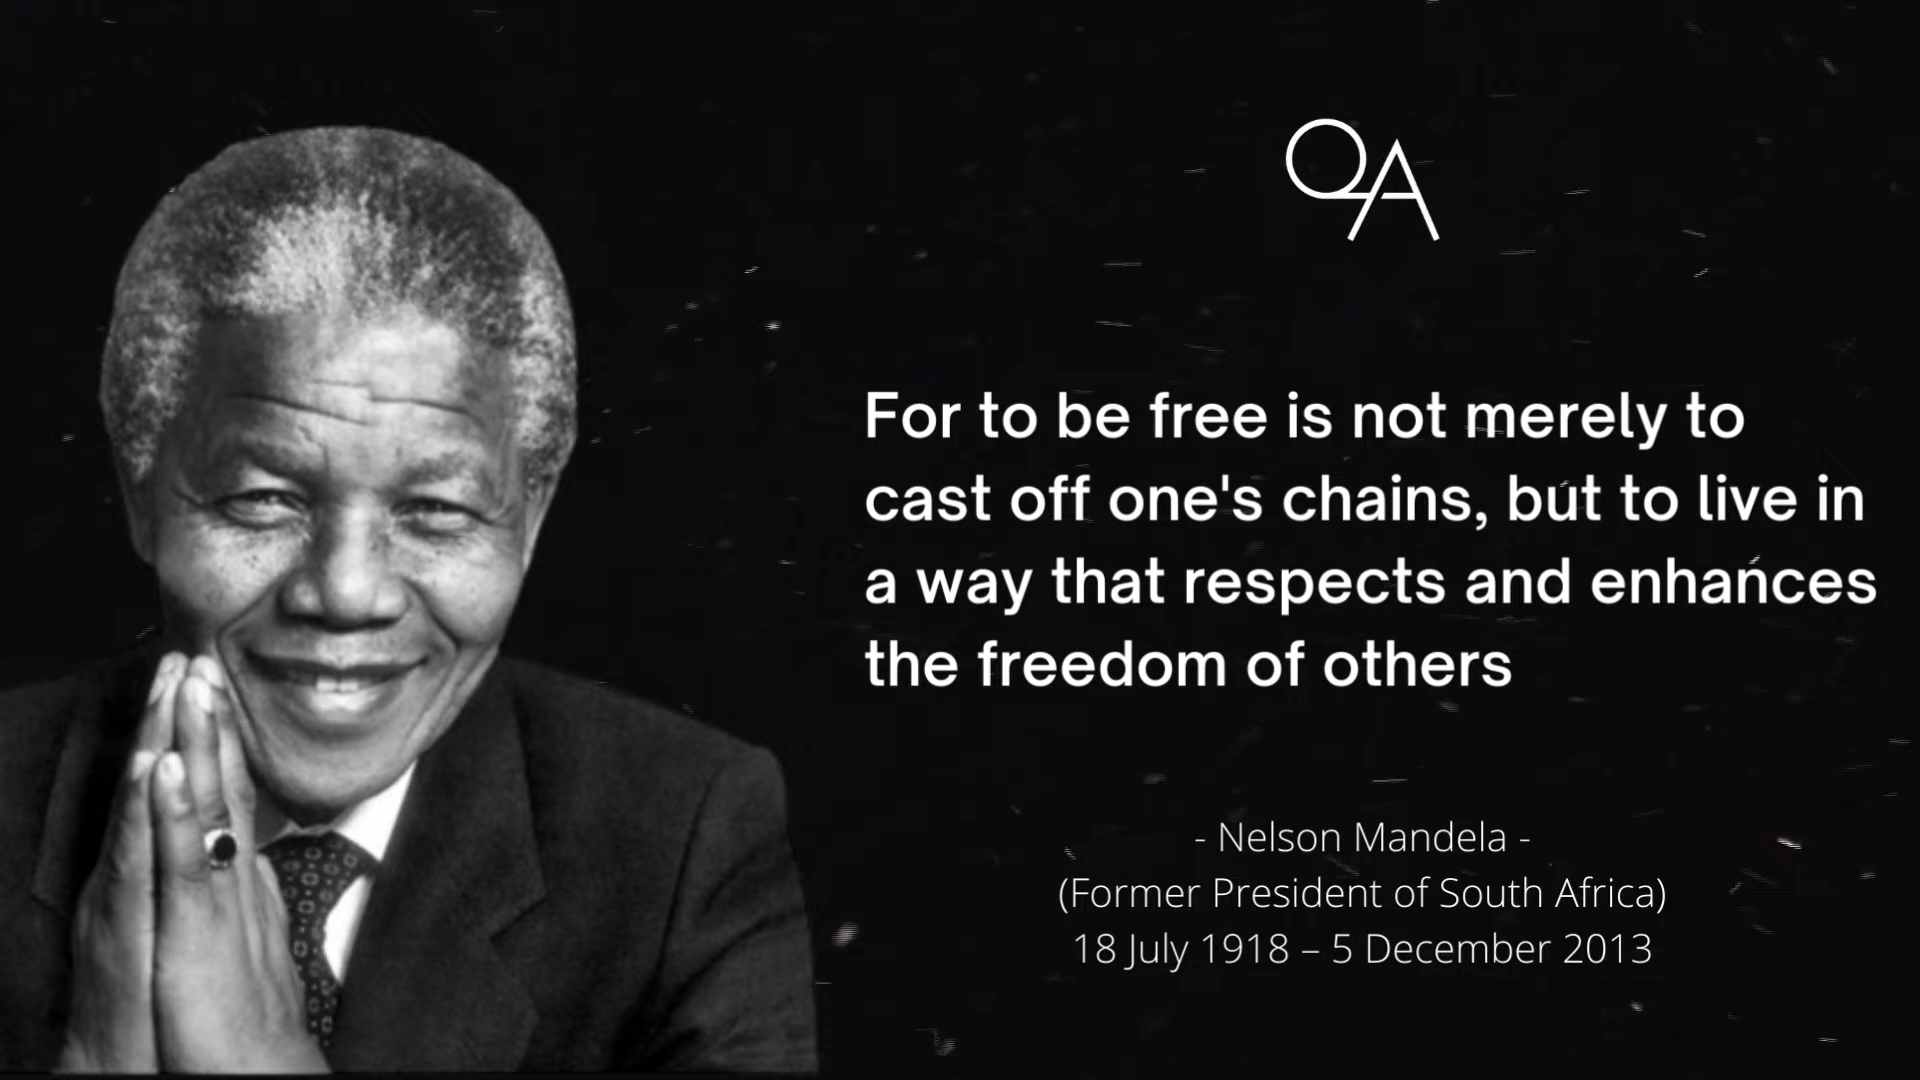 QA
For to be free is not merely to
cast off one's chains, but to live in
a way that respects and enhances
the freedom of others
- Nelson Mandela -
(Former President of South Africa)
18 July 1918 – 5 December 2013